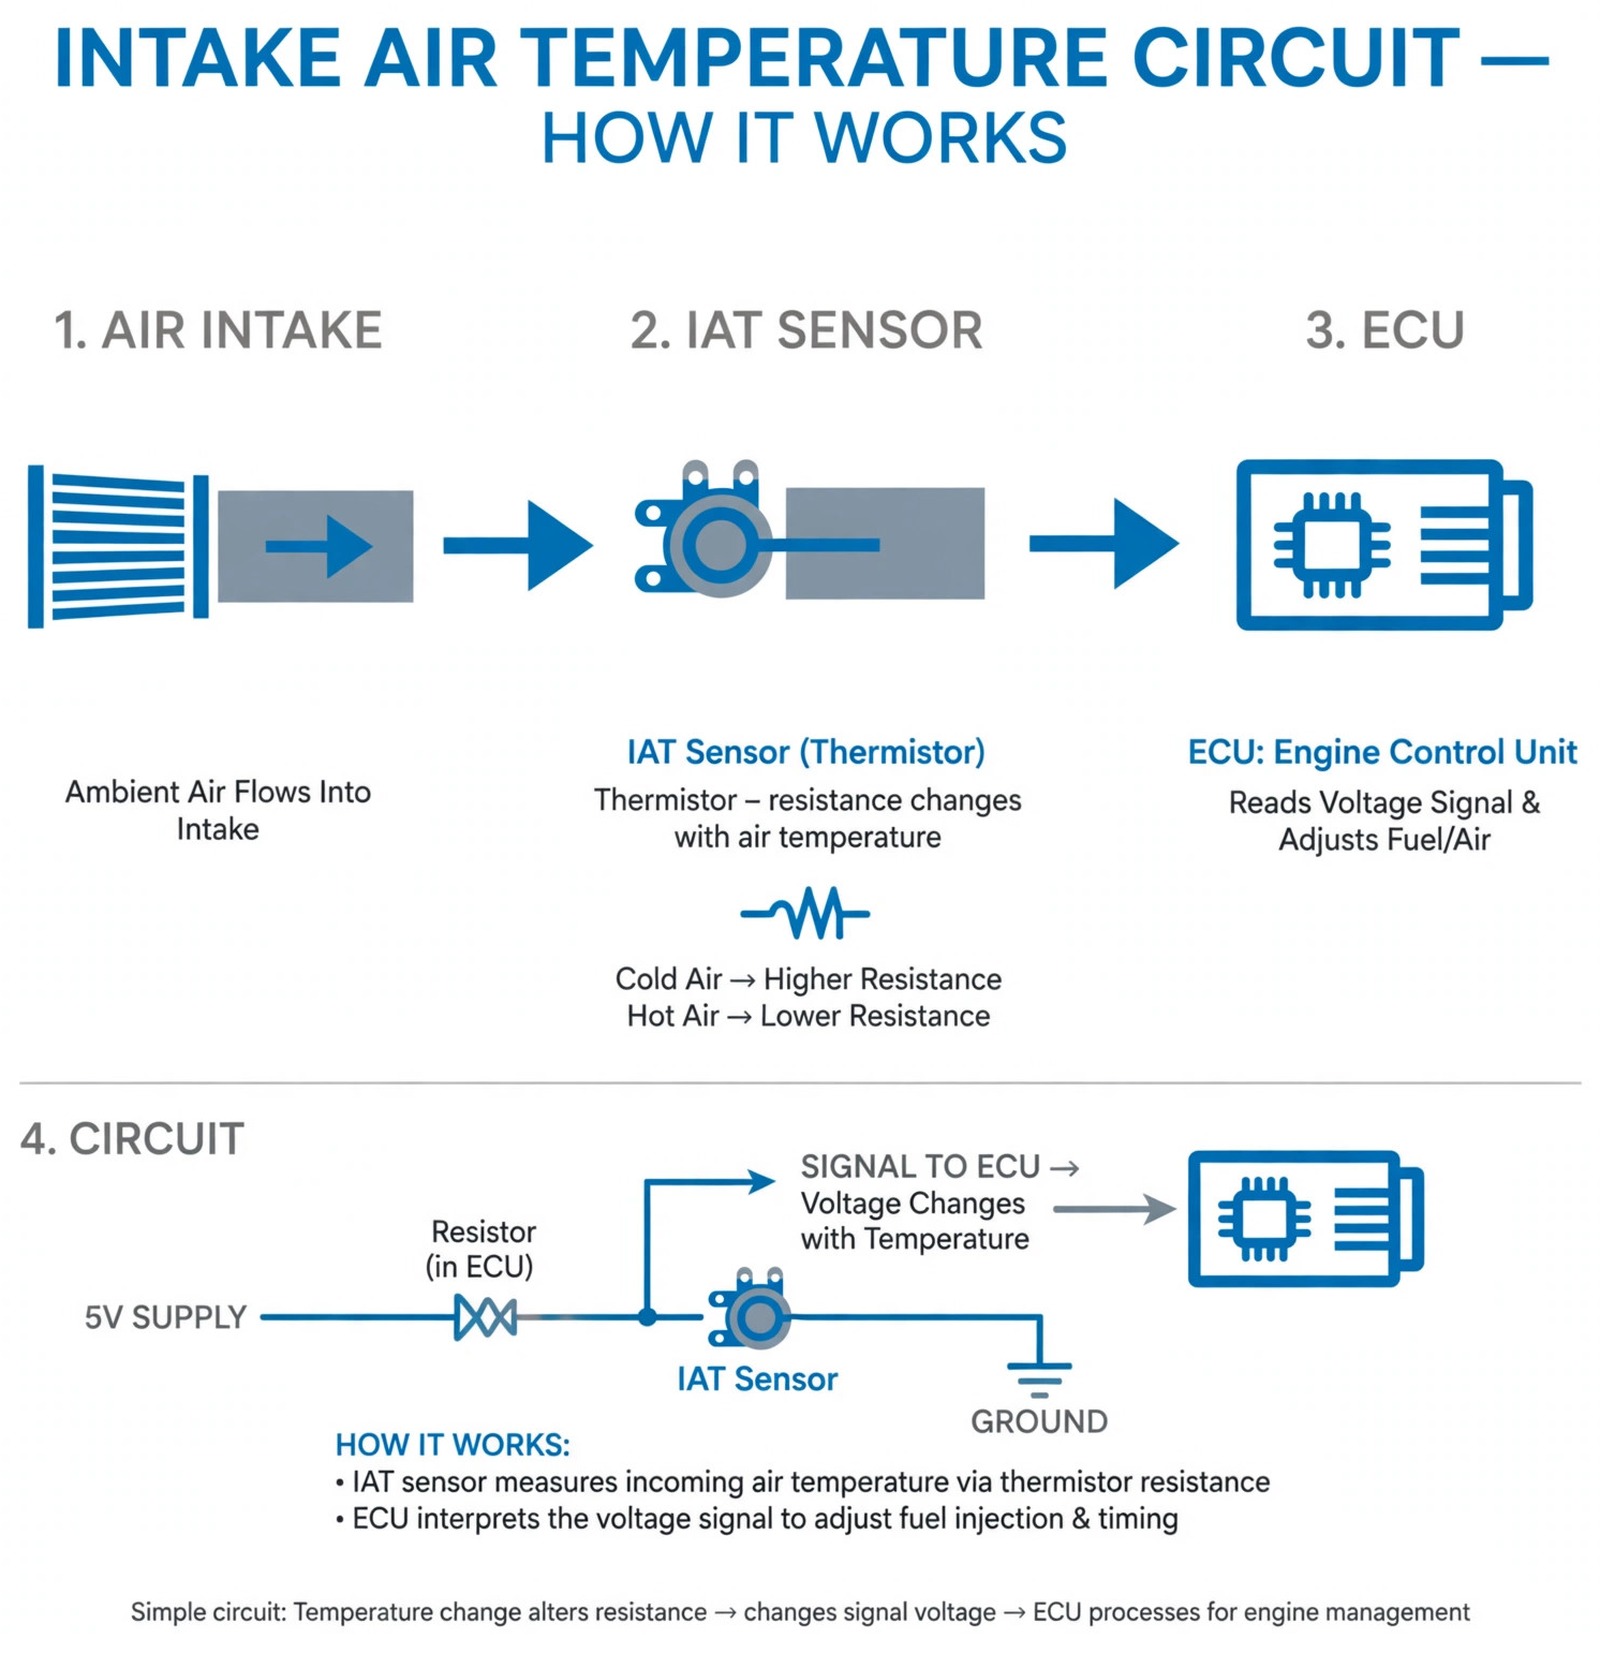 INTAKE AIR TEMPERATURE CIRCUIT —
HOW IT WORKS
1. AIR INTAKE
2. IAT SENSOR
3. ECU
Ambient Air Flows Into
Intake
IAT Sensor (Thermistor)
Thermistor – resistance changes
with air temperature
Cold Air → Higher Resistance
Hot Air → Lower Resistance
ECU: Engine Control Unit
Reads Voltage Signal &
Adjusts Fuel/Air
4. CIRCUIT
SIGNAL TO ECU →
Voltage Changes
with Temperature
Resistor
(in ECU)
5V SUPPLY
IAT Sensor
GROUND
HOW IT WORKS:
• IAT sensor measures incoming air temperature via thermistor resistance
• ECU interprets the voltage signal to adjust fuel injection & timing
Simple circuit: Temperature change alters resistance → changes signal voltage → ECU processes for engine management